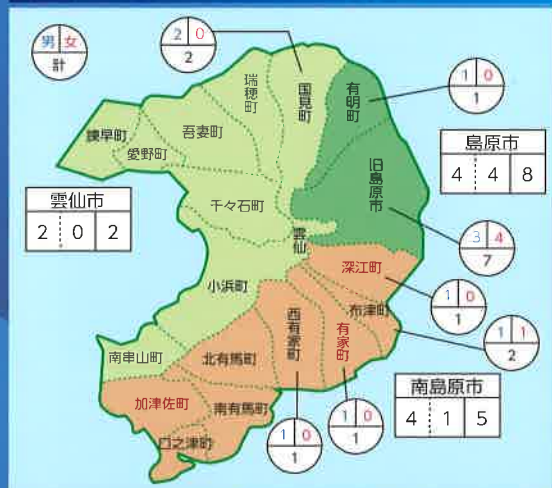 男 女
計
2 0
2
国見町
瑞穂町
有明町
1 0
1
諫早町
吾妻町
愛野町
旧島原市
島原市
4 4 8
雲仙市
2 0 2
千々石町
雲仙
3 4
7
深江町
1 0
1
小浜町
布津町
1 1
2
西有家町
有家町
南串山町
北有馬町
加津佐町
南有馬町
口之津町
1 0
1
1 0
1
南島原市
4 1 5